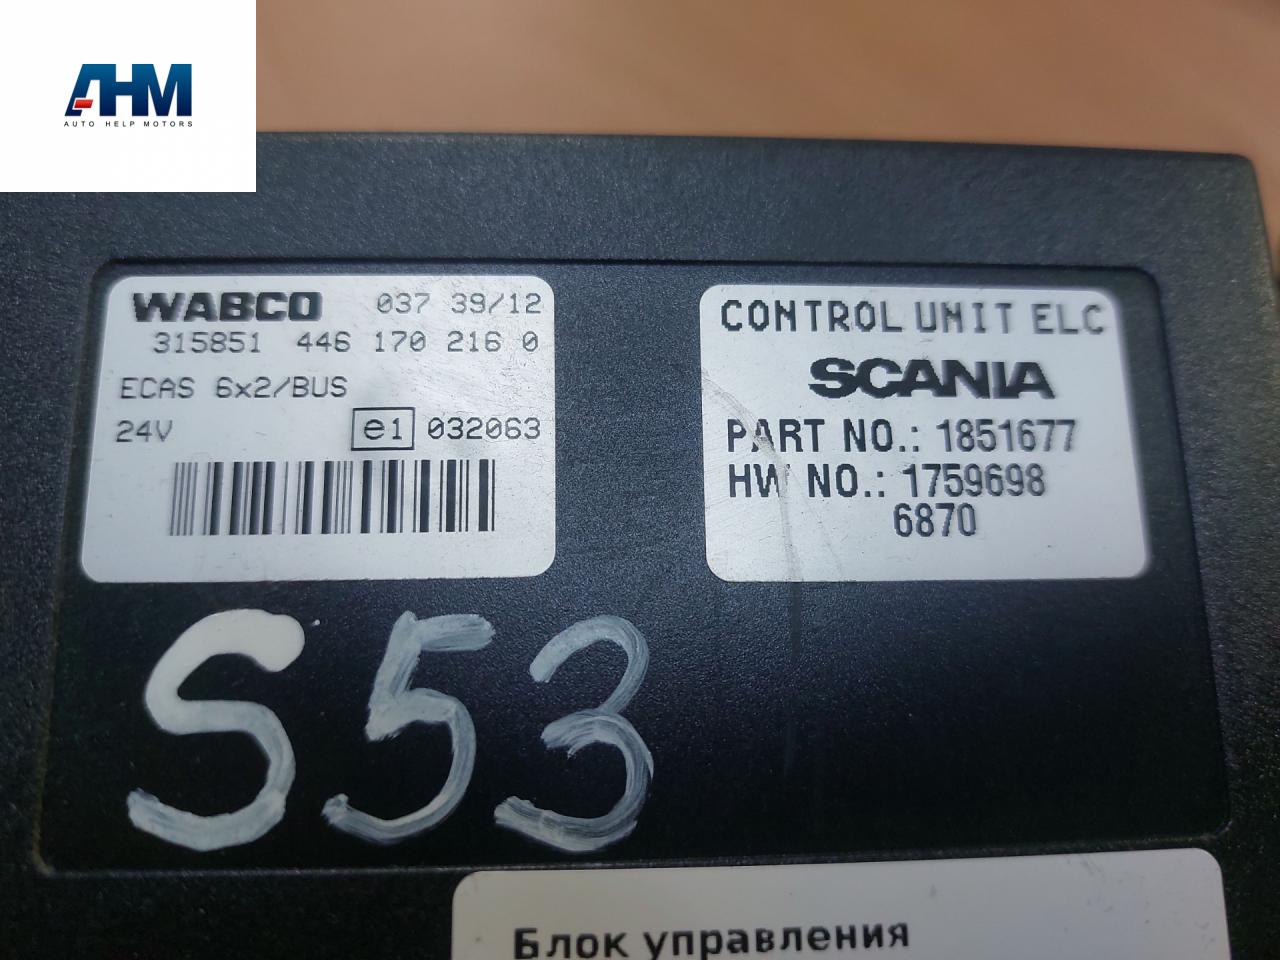 AHM
AUTO HELP MOTORS
WABCO 037 39/12
315851 446 170 216 0
ECAS 6x2/BUS
24V e1 032063
CONTROL UNIT ELC
SCANIA
PART NO.: 1851677
HW NO.: 1759698
6870
S53
Блок управления